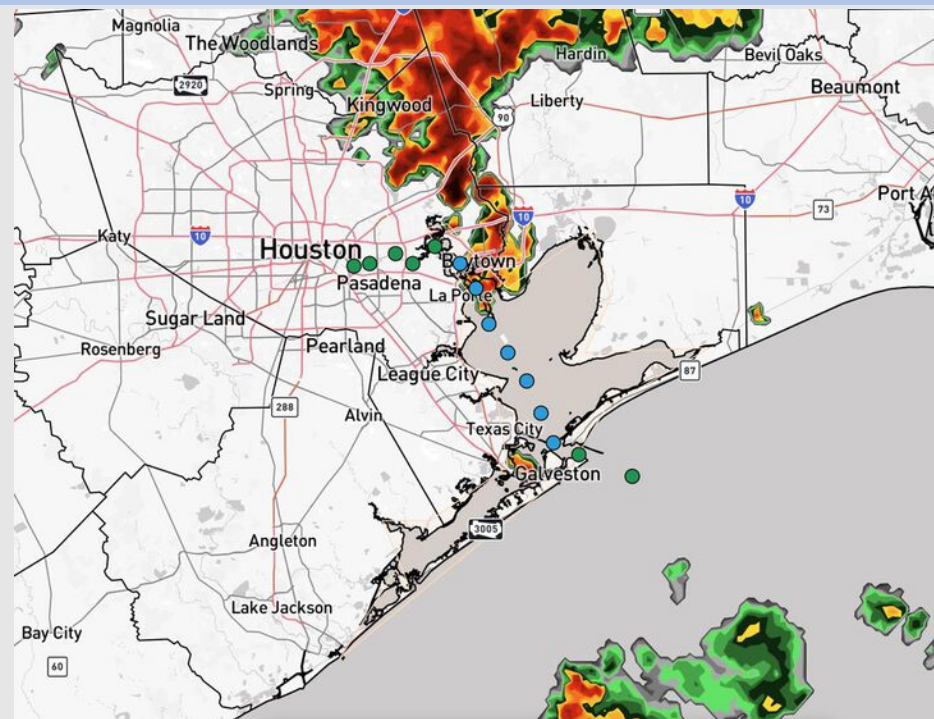 Magnolia
The Woodlands
Hardin
Bevil Oaks
2920
Spring
Kingwood
Liberty
Beaumont
90
10
Port A
73
10
Katy
10
Houston
Baytown
Pasadena
La Porte
Sugar Land
Rosenberg
Pearland
League City
87
288
Alvin
Texas City
Galveston
3005
Angleton
Lake Jackson
Bay City
60